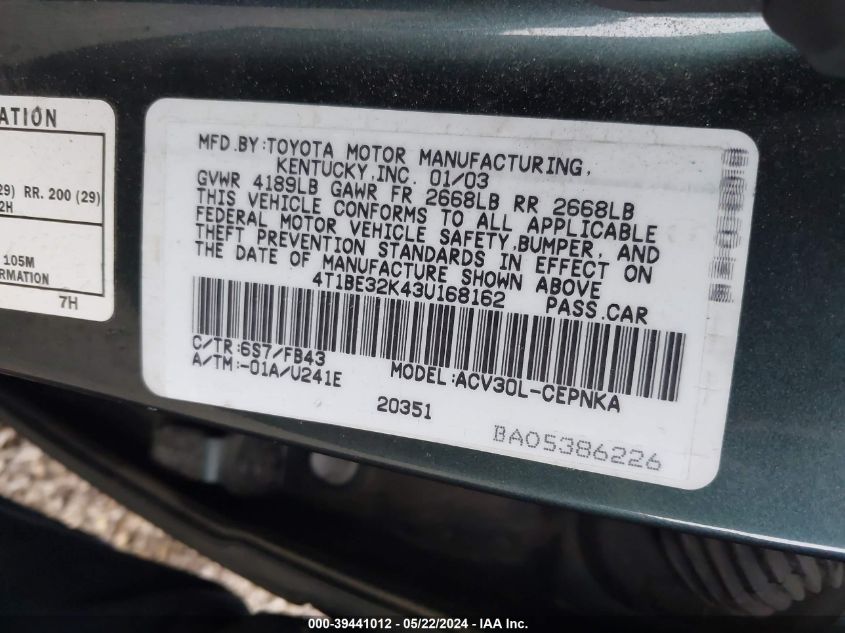 ATION
29) RR. 200 (29)
2H
105M
RMATION
7H
MFD.BY:TOYOTA MOTOR MANUFACTURING,
KENTUCKY,INC. 01/03
GVWR 4189LB GAWR FR 2668LB RR 2668LB
THIS VEHICLE CONFORMS TO ALL APPLICABLE
FEDERAL MOTOR VEHICLE SAFETY,BUMPER, AND
THEFT PREVENTION STANDARDS IN EFFECT ON
THE DATE OF MANUFACTURE SHOWN ABOVE
4T1BE32K43U168162 PASS.CAR
C/TR:6S7/FB43
A/TM:-01A/U241E MODEL:ACV30L-CEPNKA
20351
BA05386226
000-39441012 - 05/22/2024 - IAA Inc.